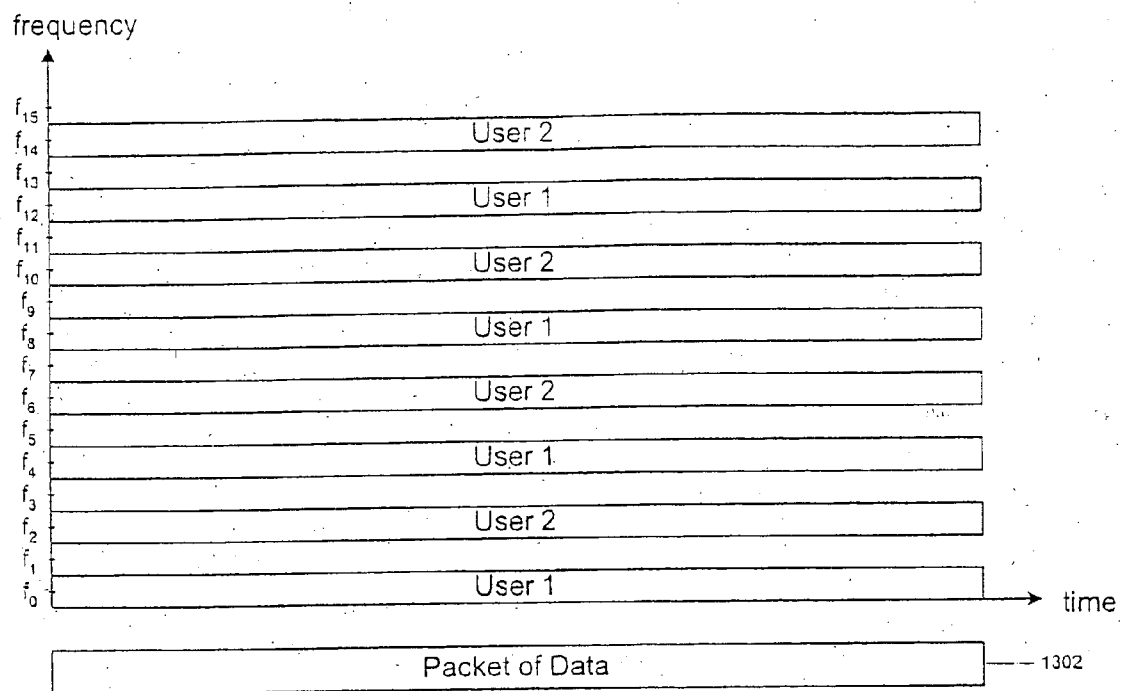 frequency
f15
User 2
f14
f13
User 1
f12
f11
User 2
f10
f9
User 1
f8
f7
User 2
f6
f5
User 1
f4
f3
User 2
f2
f1
User 1
f0
time
Packet of Data
1302